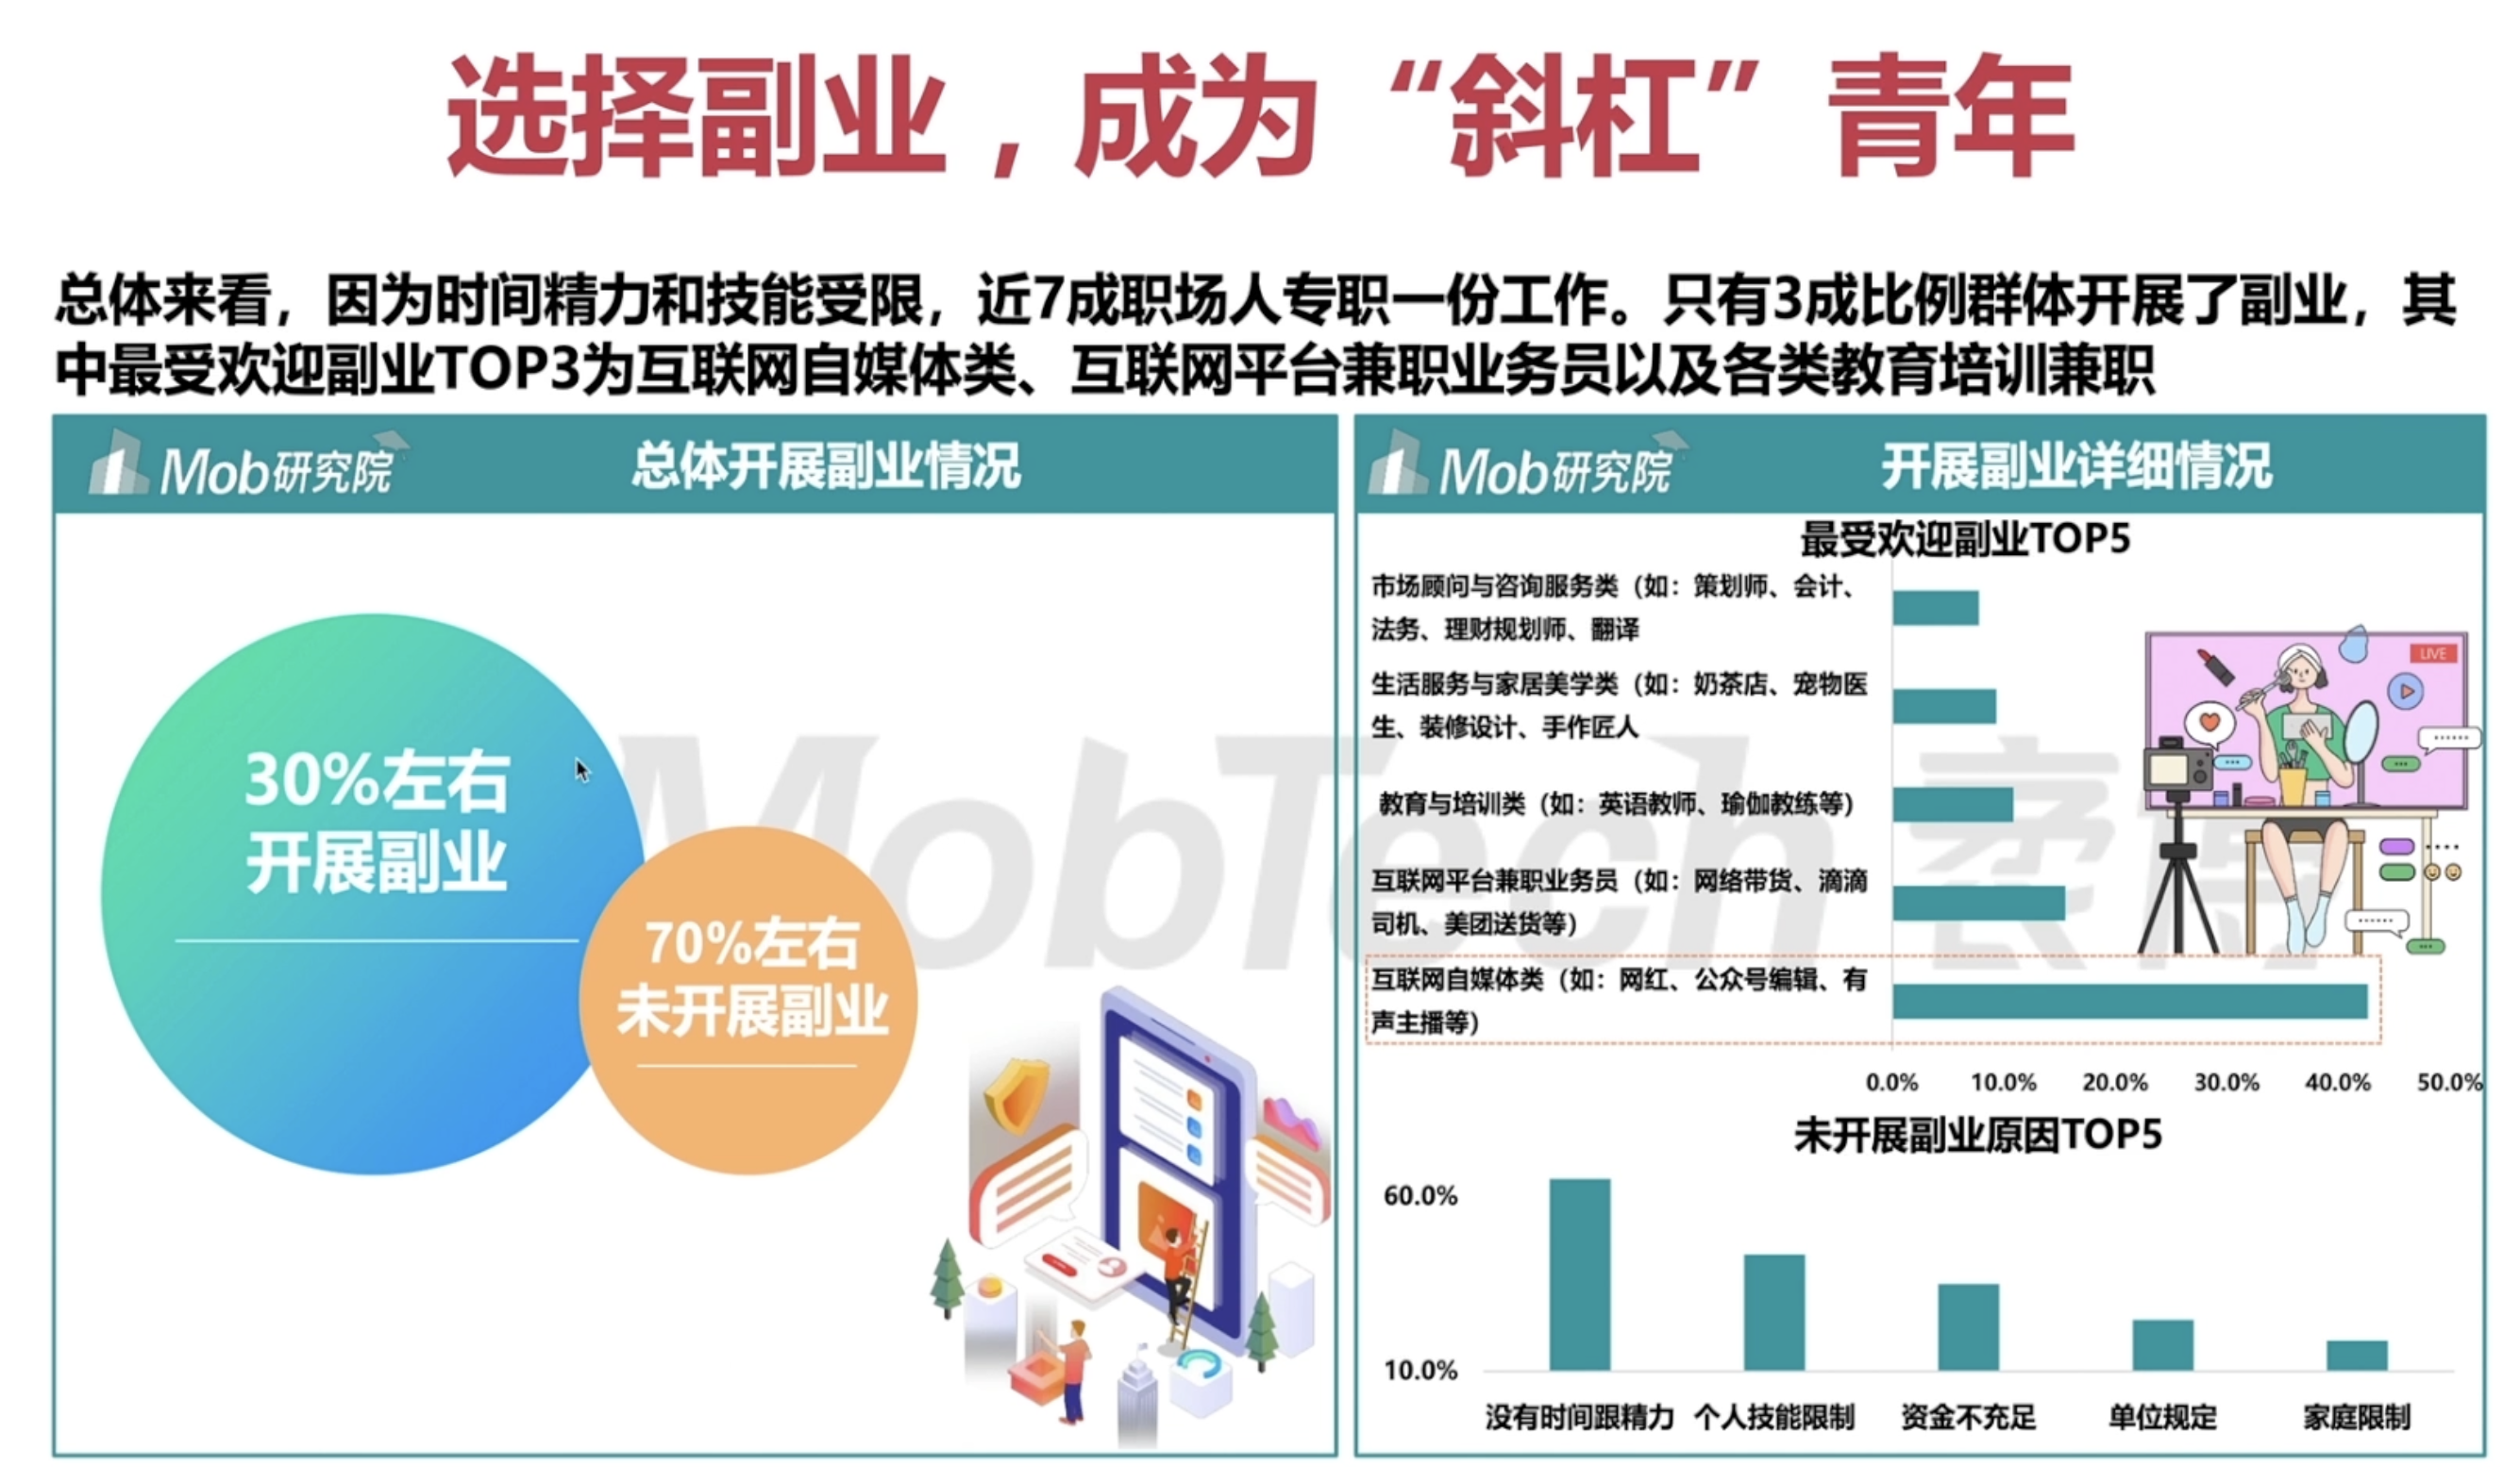 选择副业，成为“斜杠”青年
总体来看，因为时间精力和技能受限，近7成职场人专职一份工作。只有3成比例群体开展了副业，其
中最受欢迎副业TOP3为互联网自媒体类、互联网平台兼职业务员以及各类教育培训兼职
Mob研究院
总体开展副业情况
30%左右
开展副业
70%左右
未开展副业
Mob研究院
开展副业详细情况
最受欢迎副业TOP5
市场顾问与咨询服务类（如：策划师、会计、
法务、理财规划师、翻译
生活服务与家居美学类（如：奶茶店、宠物医
生、装修设计、手作匠人
教育与培训类（如：英语教师、瑜伽教练等）
互联网平台兼职业务员（如：网络带货、滴滴
司机、美团送货等）
互联网自媒体类（如：网红、公众号编辑、有
声主播等）
0.0% 10.0% 20.0% 30.0% 40.0% 50.0%
LIVE
未开展副业原因TOP5
60.0%
10.0%
没有时间跟精力 个人技能限制 资金不充足 单位规定 家庭限制
MobTech